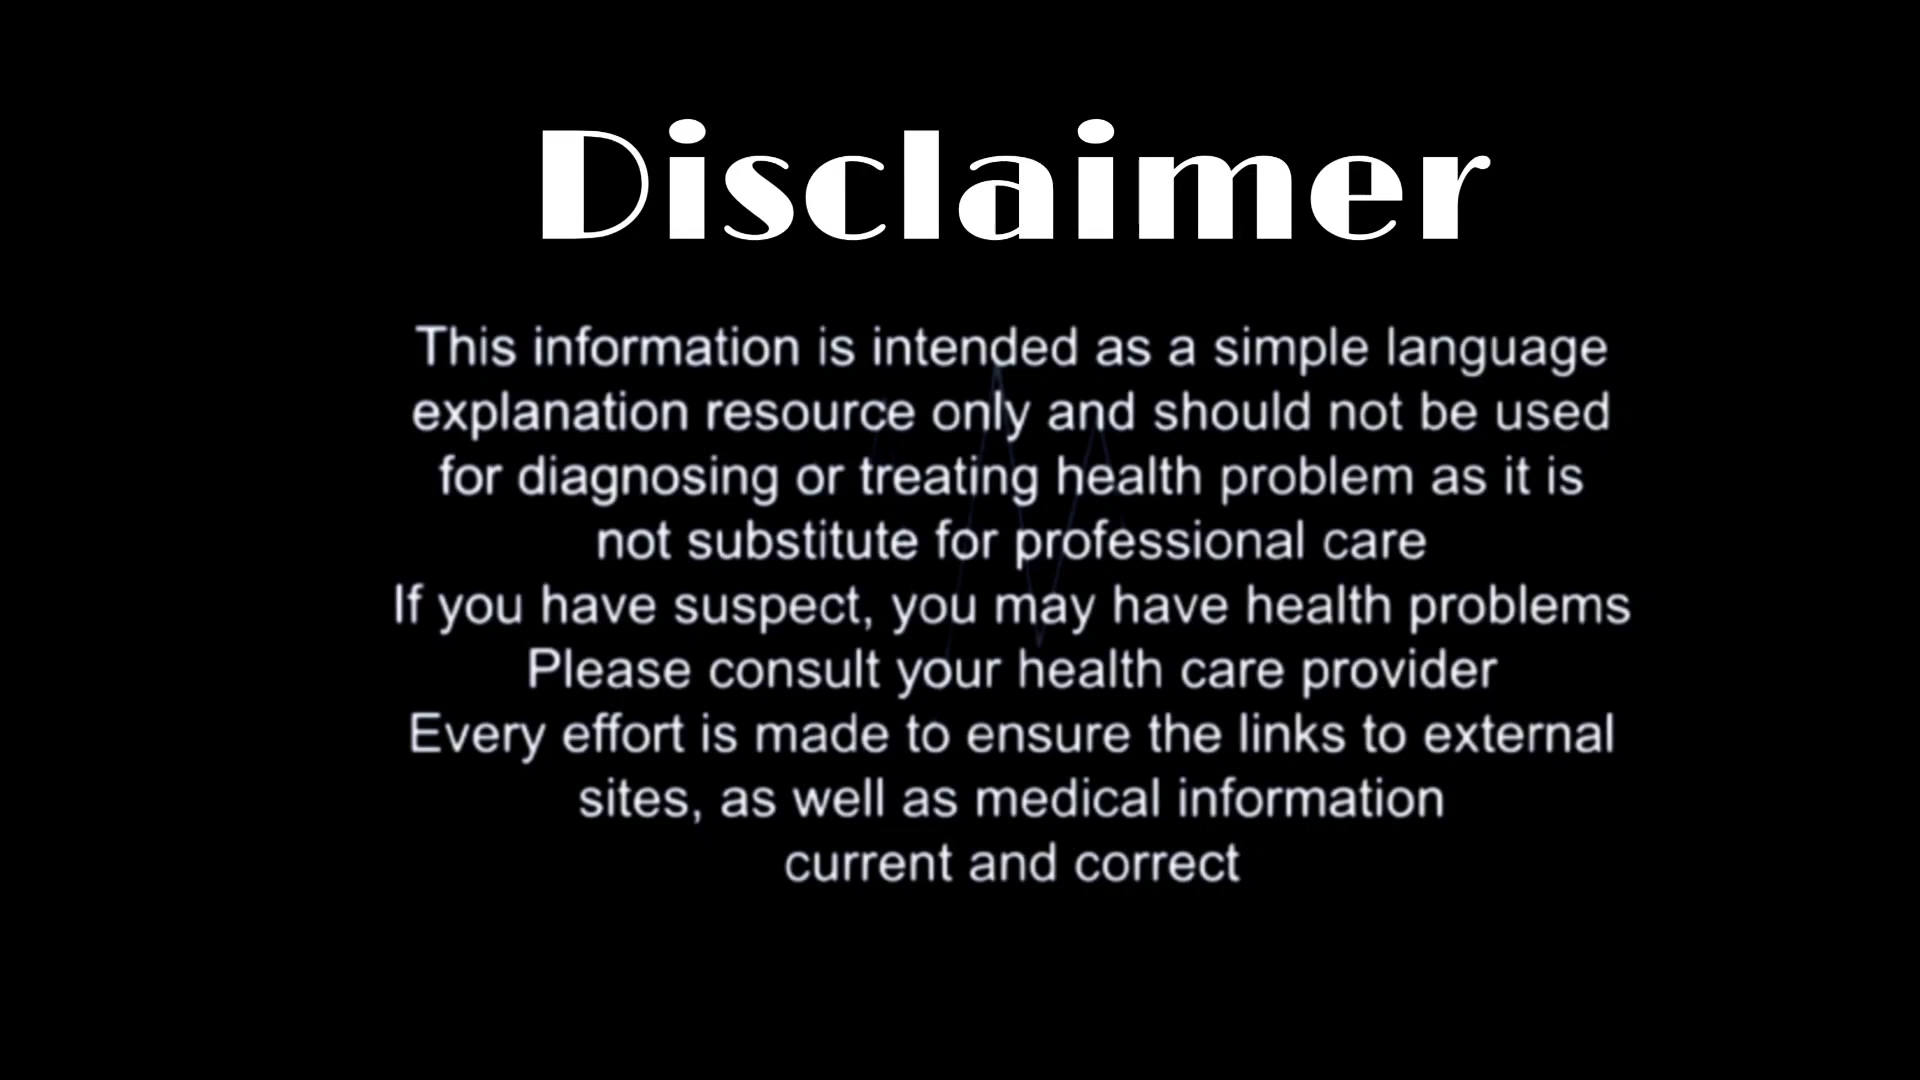 Disclaimer
This information is intended as a simple language
explanation resource only and should not be used
for diagnosing or treating health problem as it is
not substitute for professional care
If you have suspect, you may have health problems
Please consult your health care provider
Every effort is made to ensure the links to external
sites, as well as medical information
current and correct